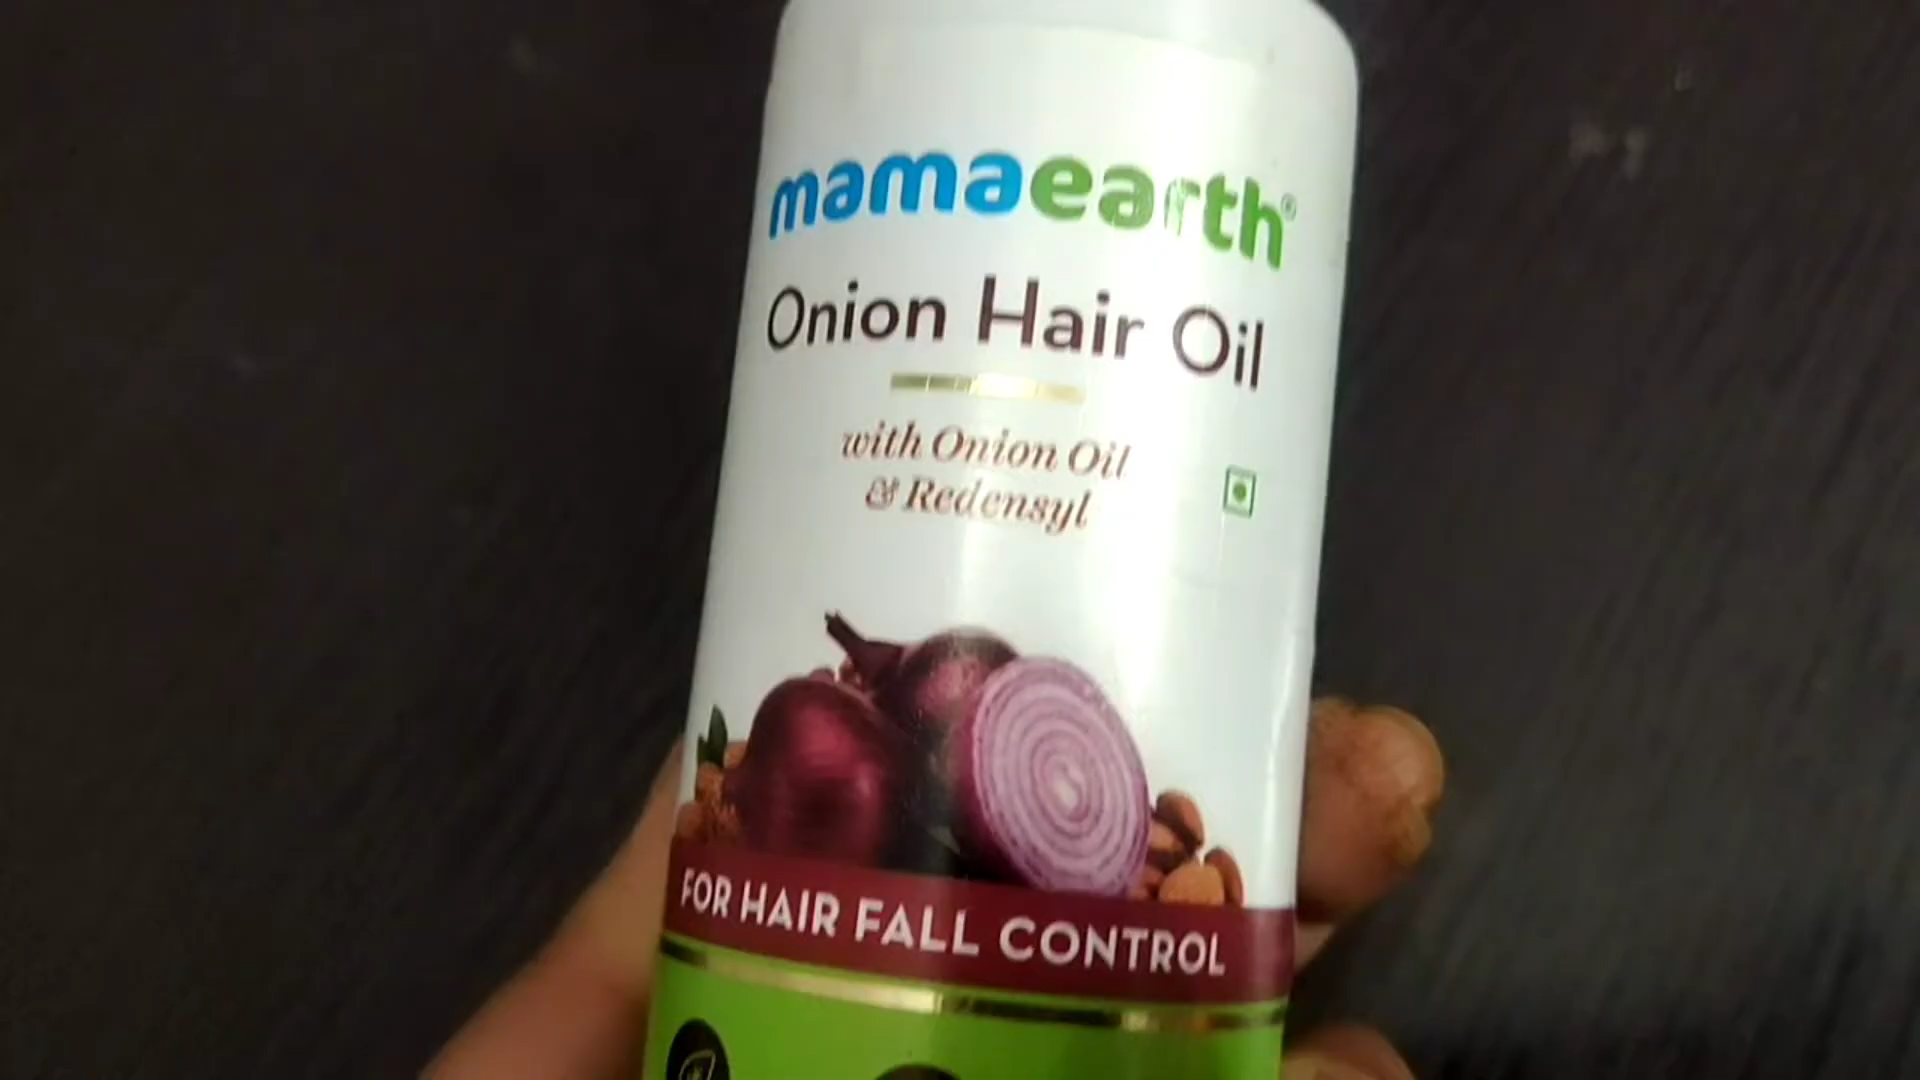 mamaearth®
Onion Hair Oil
with Onion Oil
& Redensyl
FOR HAIR FALL CONTROL